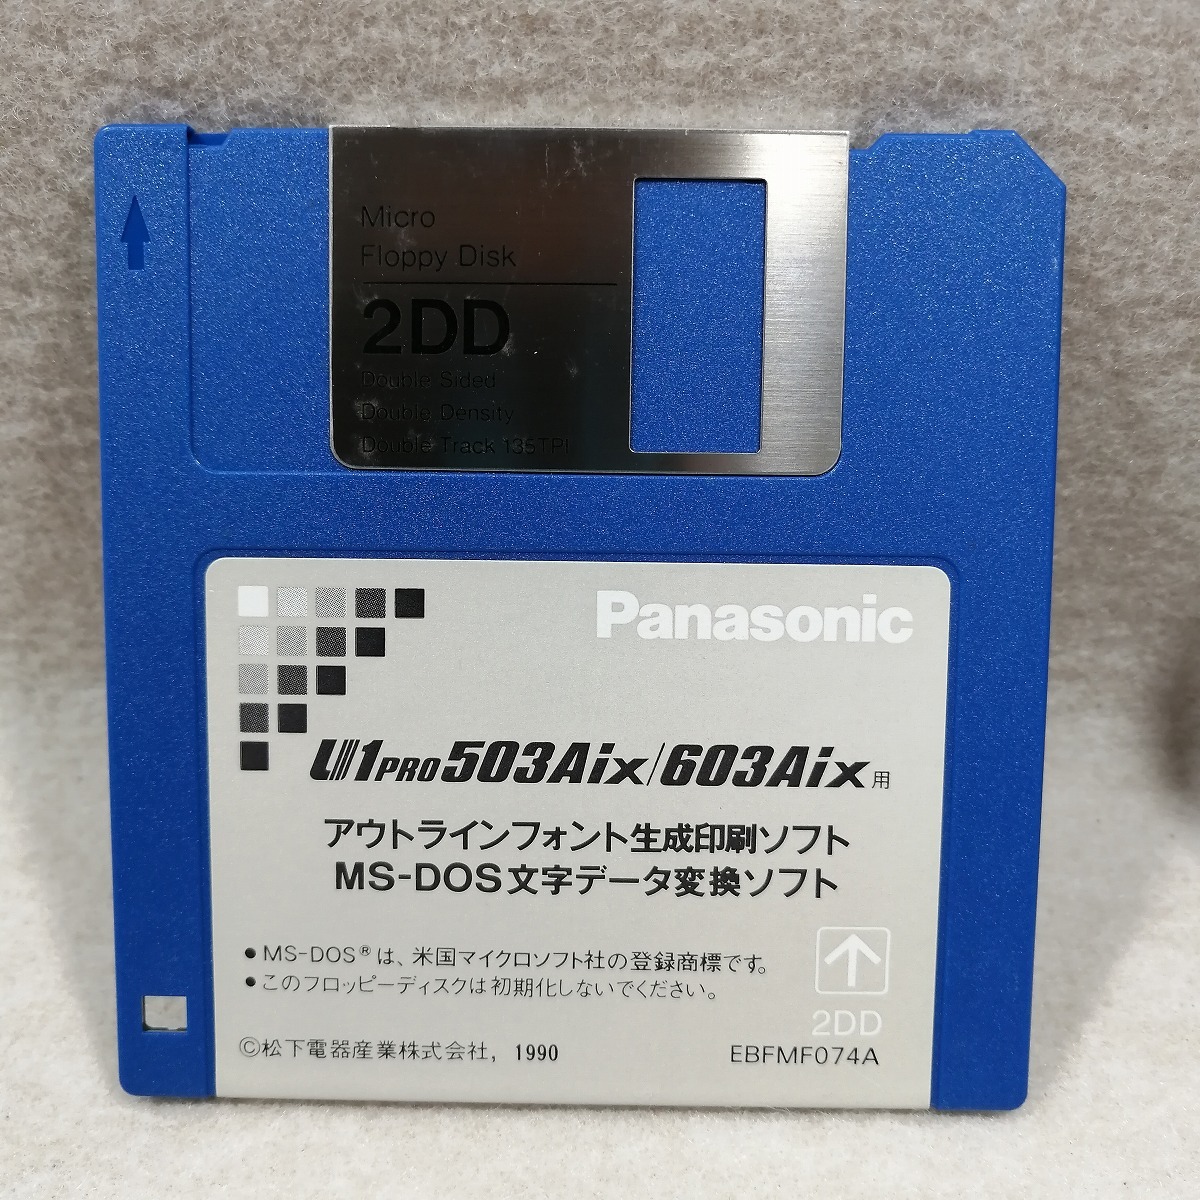 Micro
Floppy Disk
2DD
Double Sided
Double Density
Double Track 135TPI
Panasonic
U1PRO503Aix/603Aix用
アウトラインフォント生成印刷ソフト
MS-DOS文字データ変換ソフト
●MS-DOS®は、米国マイクロソフト社の登録商標です。
●このフロッピーディスクは初期化しないでください。
2DD
©松下電器産業株式会社，1990 EBFMF074A